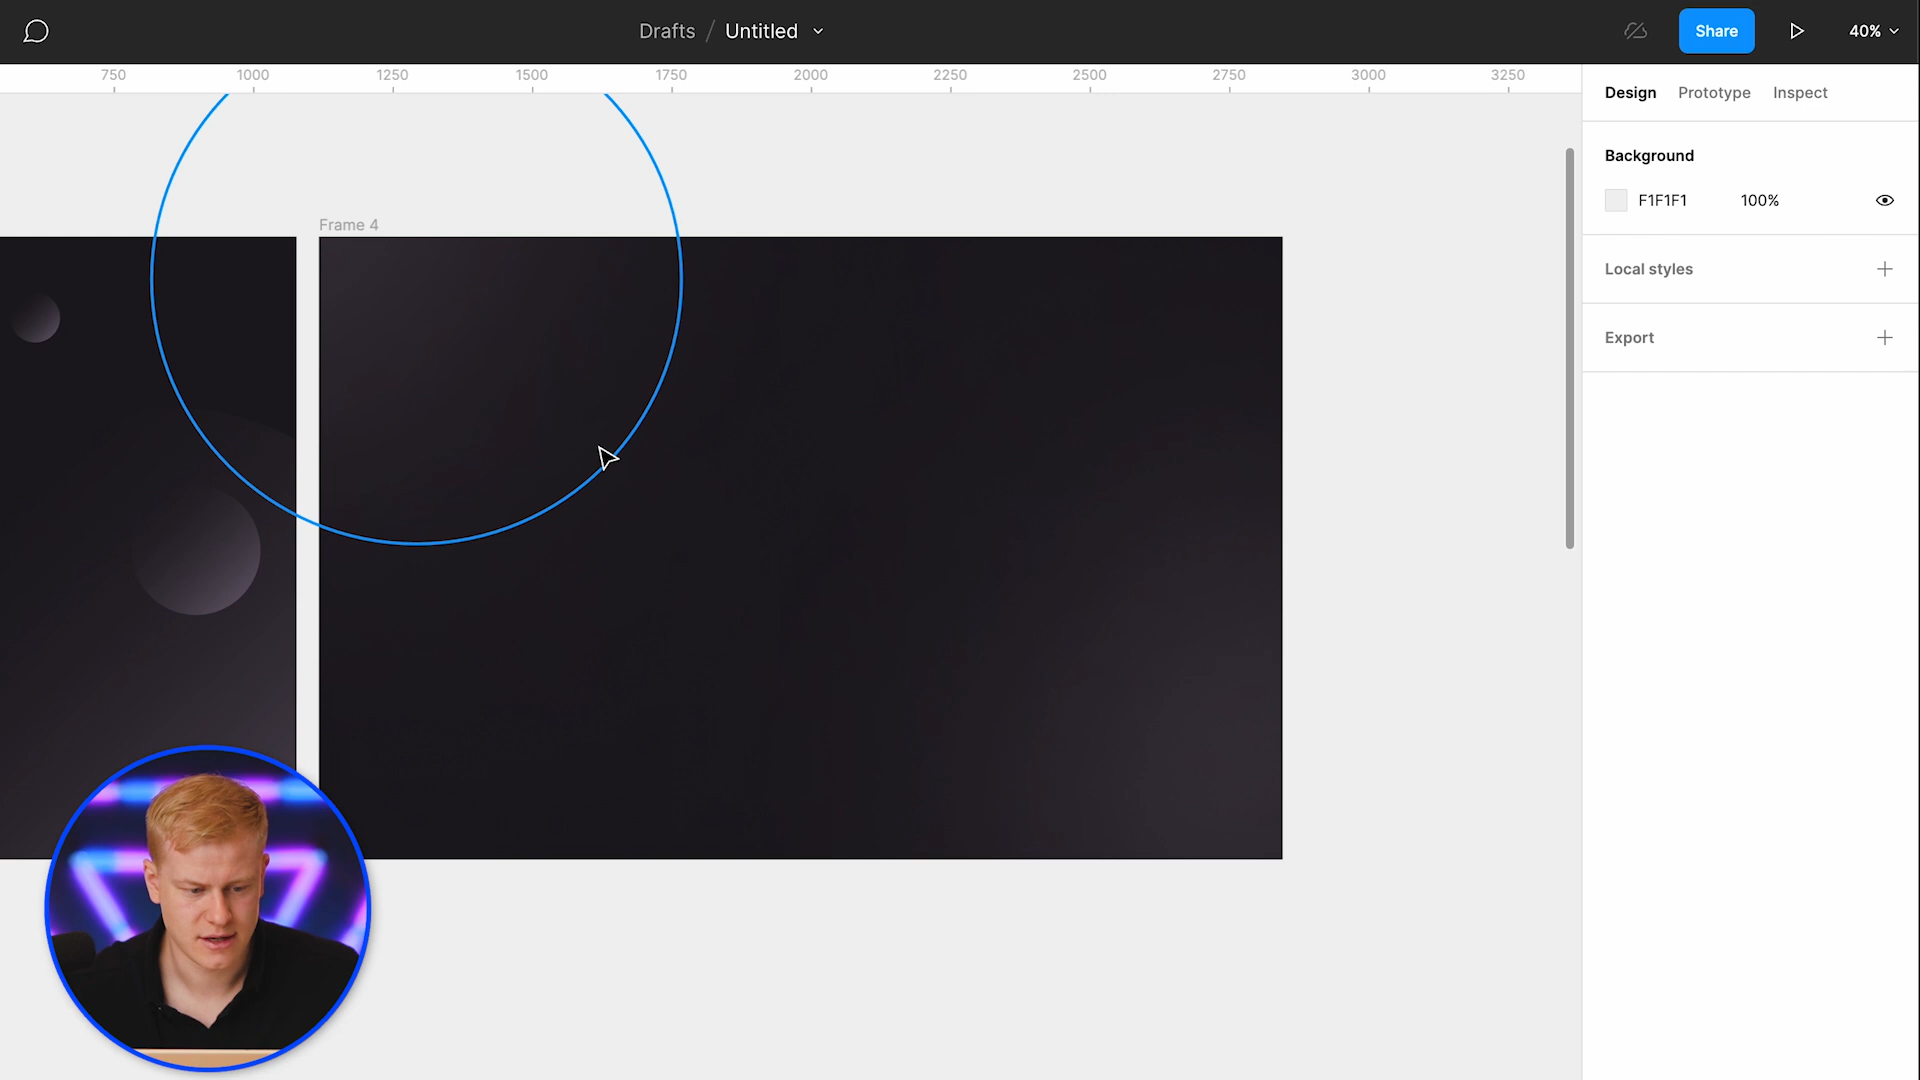 Drafts / Untitled
Share
40%
750 1000 1250 1500 1750 2000 2250 2500 2750 3000 3250
Design Prototype Inspect
Background
F1F1F1 100%
Frame 4
Local styles
Export